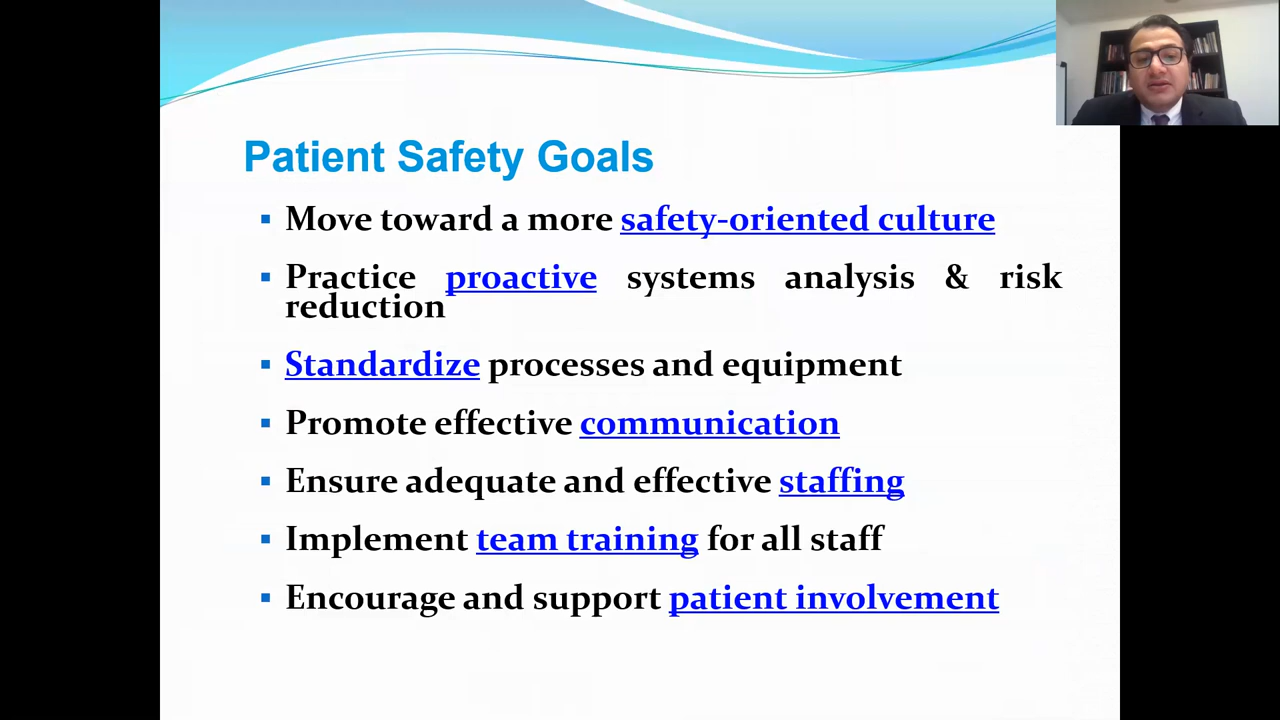 Patient Safety Goals
▪ Move toward a more safety-oriented culture
▪ Practice proactive systems analysis & risk
reduction
▪ Standardize processes and equipment
▪ Promote effective communication
▪ Ensure adequate and effective staffing
▪ Implement team training for all staff
▪ Encourage and support patient involvement